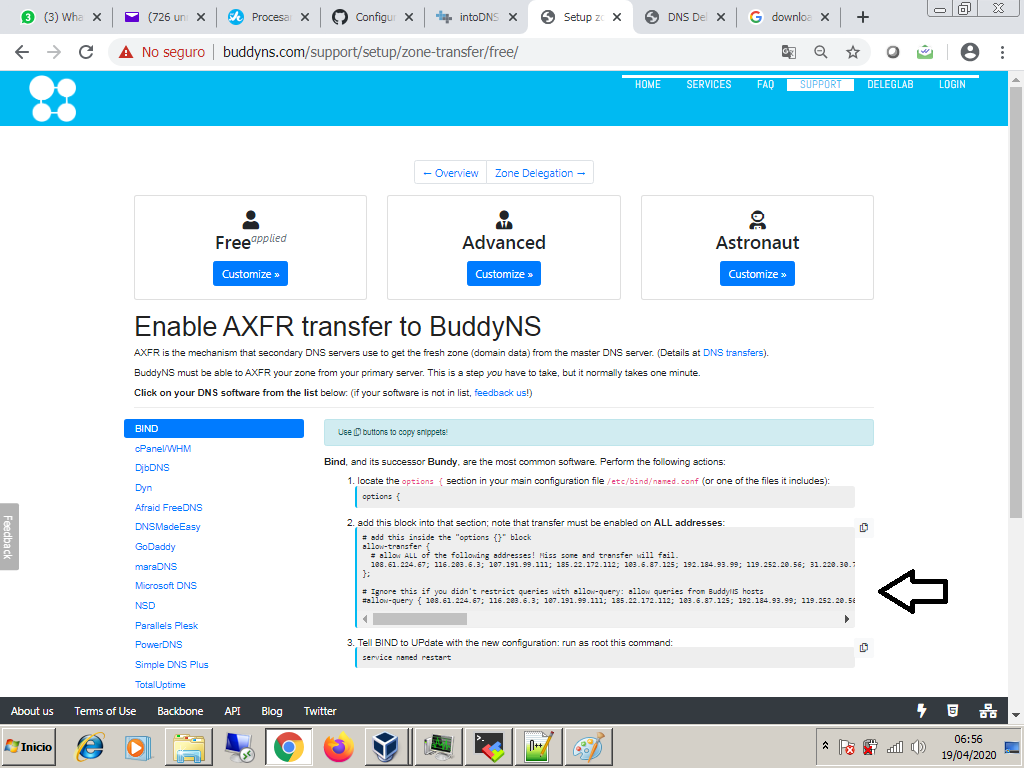 (3) Wha
(726 un
Procesa
Configu
intoDNS
Setup zo
DNS Del
downloa
No seguro
buddyns.com/support/setup/zone-transfer/free/
HOME SERVICES FAQ SUPPORT DELEGLAB LOGIN
← Overview
Zone Delegation →
Free applied
Advanced
Astronaut
Customize »
Customize »
Customize »
Enable AXFR transfer to BuddyNS
AXFR is the mechanism that secondary DNS servers use to get the fresh zone (domain data) from the master DNS server. (Details at DNS transfers).
BuddyNS must be able to AXFR your zone from your primary server. This is a step you have to take, but it normally takes one minute.
Click on your DNS software from the list below: (if your software is not in list, feedback us!)
BIND
cPanel/WHM
DjbDNS
Dyn
Afraid FreeDNS
DNSMadeEasy
GoDaddy
maraDNS
Microsoft DNS
NSD
Parallels Plesk
PowerDNS
Simple DNS Plus
TotalUptime
Use buttons to copy snippets!
Bind, and its successor Bundy, are the most common software. Perform the following actions:
1. locate the options { section in your main configuration file /etc/bind/named.conf (or one of the files it includes):
options {
2. add this block into that section; note that transfer must be enabled on ALL addresses:
# add this inside the "options {}" block
allow-transfer {
# allow ALL of the following addresses! Miss some and transfer will fail.
108.61.224.67; 116.203.6.3; 107.191.99.111; 185.22.172.112; 103.6.87.125; 192.184.93.99; 119.252.20.56; 31.220.30.7
};
# Ignore this if you didn't restrict queries with allow-query: allow queries from BuddyNS hosts
#allow-query { 108.61.224.67; 116.203.6.3; 107.191.99.111; 185.22.172.112; 103.6.87.125; 192.184.93.99; 119.252.20.56
3. Tell BIND to UPdate with the new configuration: run as root this command:
service named restart
Feedback
About us Terms of Use Backbone API Blog Twitter
Inicio
06:56
19/04/2020